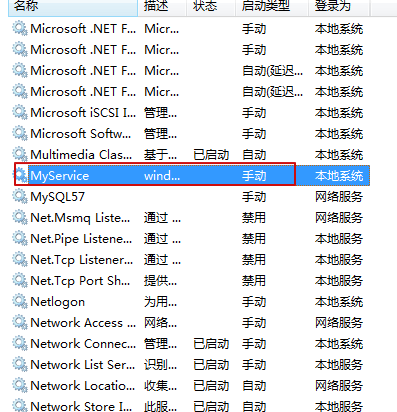 名称 描述 状态 启动类型 登录为
Microsoft .NET F... Micr... 手动 本地系统
Microsoft .NET F... Micr... 手动 本地系统
Microsoft .NET F... Micr... 自动(延迟... 本地系统
Microsoft .NET F... Micr... 自动(延迟... 本地系统
Microsoft iSCSI I... 管理... 手动 本地系统
Microsoft Softw... 管理... 手动 本地系统
Multimedia Clas... 基于... 已启动 自动 本地系统
MyService wind... 手动 本地系统
MySQL57 手动 网络服务
Net.Msmq Liste... 通过 ... 禁用 网络服务
Net.Pipe Listene... 通过 ... 禁用 本地服务
Net.Tcp Listener... 通过 ... 禁用 本地服务
Net.Tcp Port Sh... 提供... 禁用 本地服务
Netlogon 为用... 手动 本地系统
Network Access ... 网络... 手动 网络服务
Network Connec... 管理... 已启动 手动 本地系统
Network List Ser... 识别... 已启动 手动 本地服务
Network Locatio... 收集... 已启动 自动 网络服务
Network Store I... 此服... 已启动 自动 本地服务